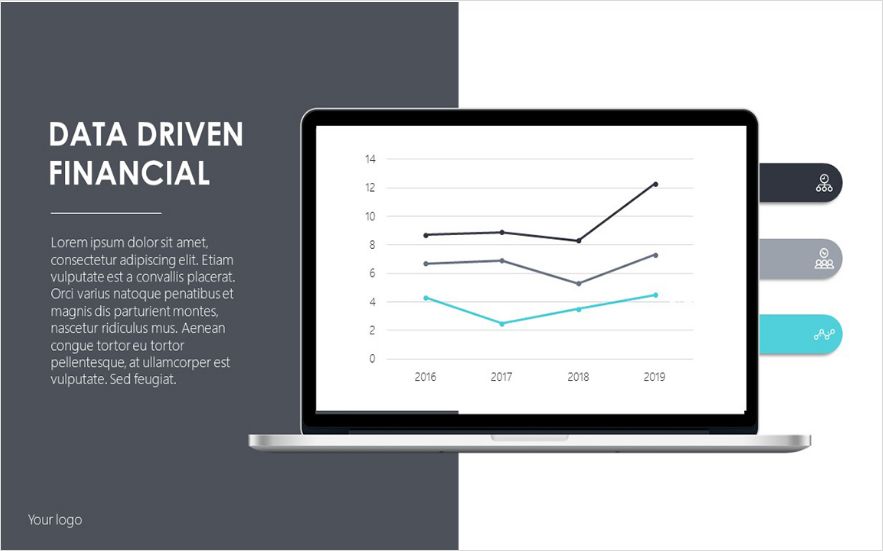 DATA DRIVEN
FINANCIAL
Lorem ipsum dolor sit amet,
consectetur adipiscing elit. Etiam
vulputate est a convallis placerat.
Orci varius natoque penatibus et
magnis dis parturient montes,
nascetur ridiculus mus. Aenean
congue tortor eu tortor
pellentesque, at ullamcorper est
vulputate. Sed feugiat.
14
12
10
8
6
4
2
0
2016 2017 2018 2019
Your logo